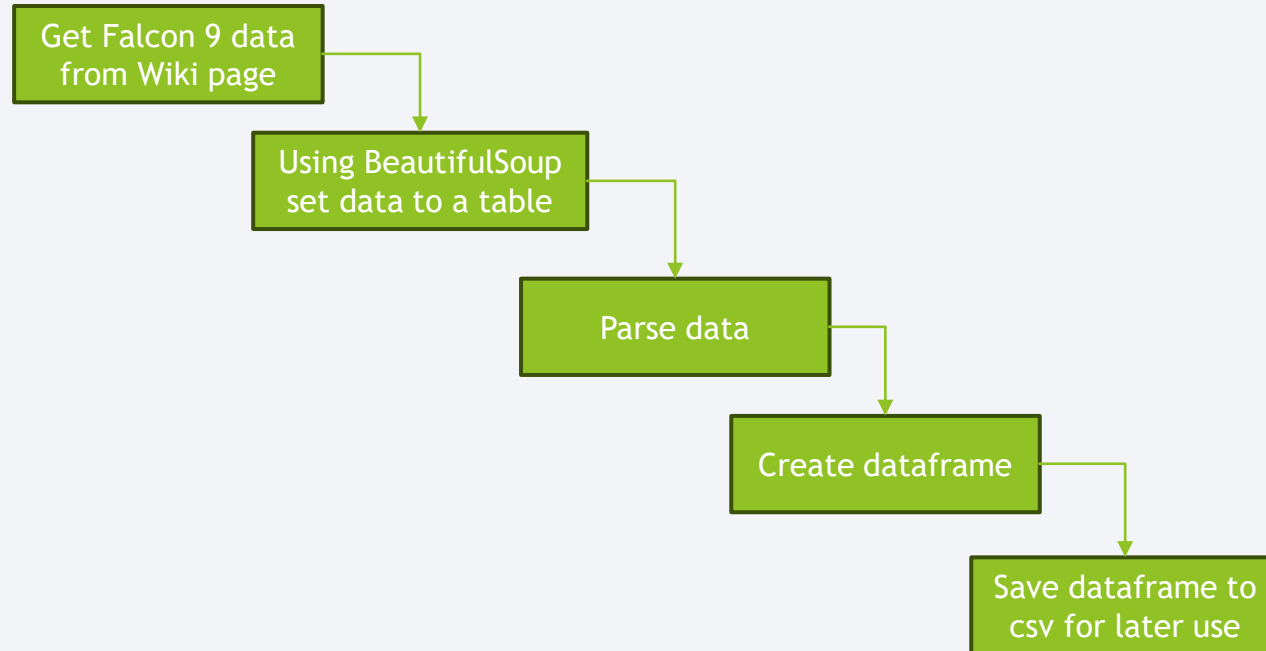 Get Falcon 9 data
from Wiki page
Using BeautifulSoup
set data to a table
Parse data
Create dataframe
Save dataframe to
csv for later use